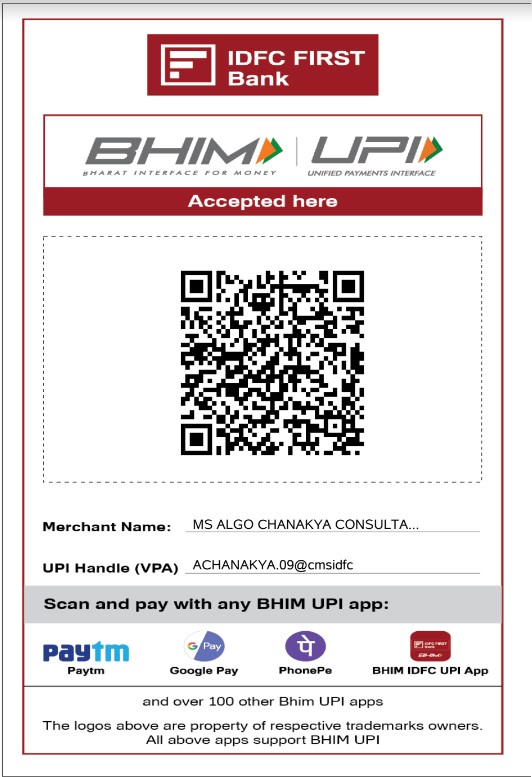 IDFC FIRST
Bank
BHIM UPI
BHARAT INTERFACE FOR MONEY UNIFIED PAYMENTS INTERFACE
Accepted here
Merchant Name: MS ALGO CHANAKYA CONSULTA...
UPI Handle (VPA) ACHANAKYA.09@cmsidfc
Scan and pay with any BHIM UPI app:
paytm G Pay पे IDFC FIRST Bank
Paytm Google Pay PhonePe BHIM IDFC UPI App
and over 100 other Bhim UPI apps
The logos above are property of respective trademarks owners.
All above apps support BHIM UPI